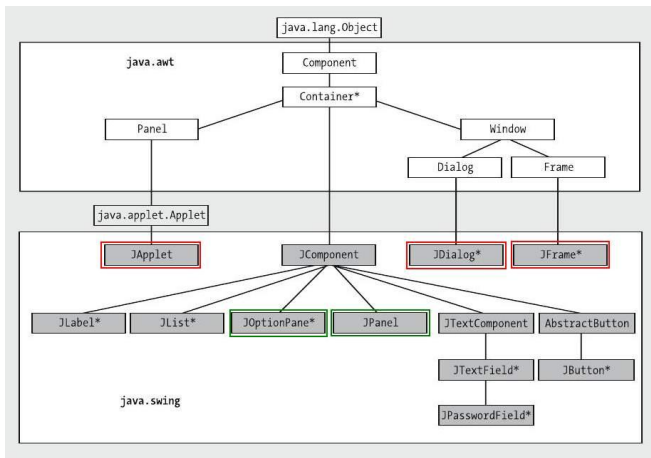 java.lang.Object
java.awt
Component
Container*
Panel
Window
Dialog
Frame
java.applet.Applet
JApplet
JComponent
JDialog*
JFrame*
JLabel*
JList*
JOptionPane*
JPanel
JTextComponent
AbstractButton
JTextField*
JButton*
java.swing
JPasswordField*